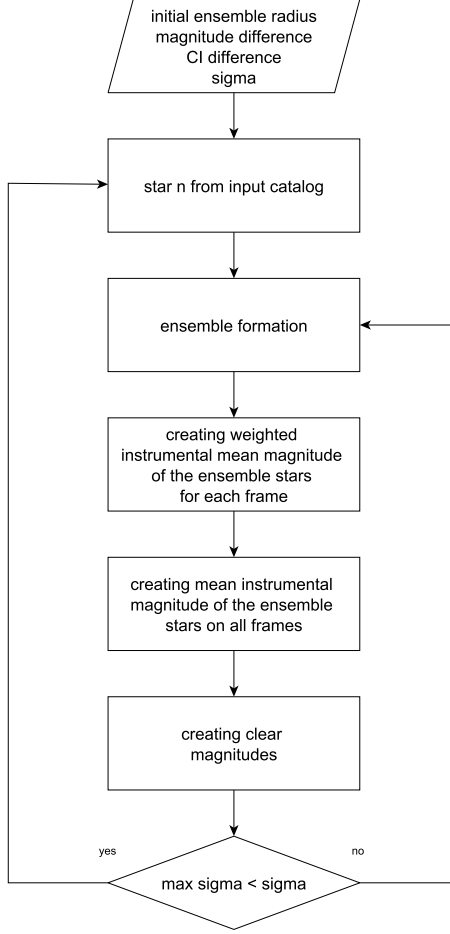 initial ensemble radius
magnitude difference
CI difference
sigma
star n from input catalog
ensemble formation
creating weighted
instrumental mean magnitude
of the ensemble stars
for each frame
creating mean instrumental
magnitude of the ensemble
stars on all frames
creating clear
magnitudes
yes
no
max sigma < sigma